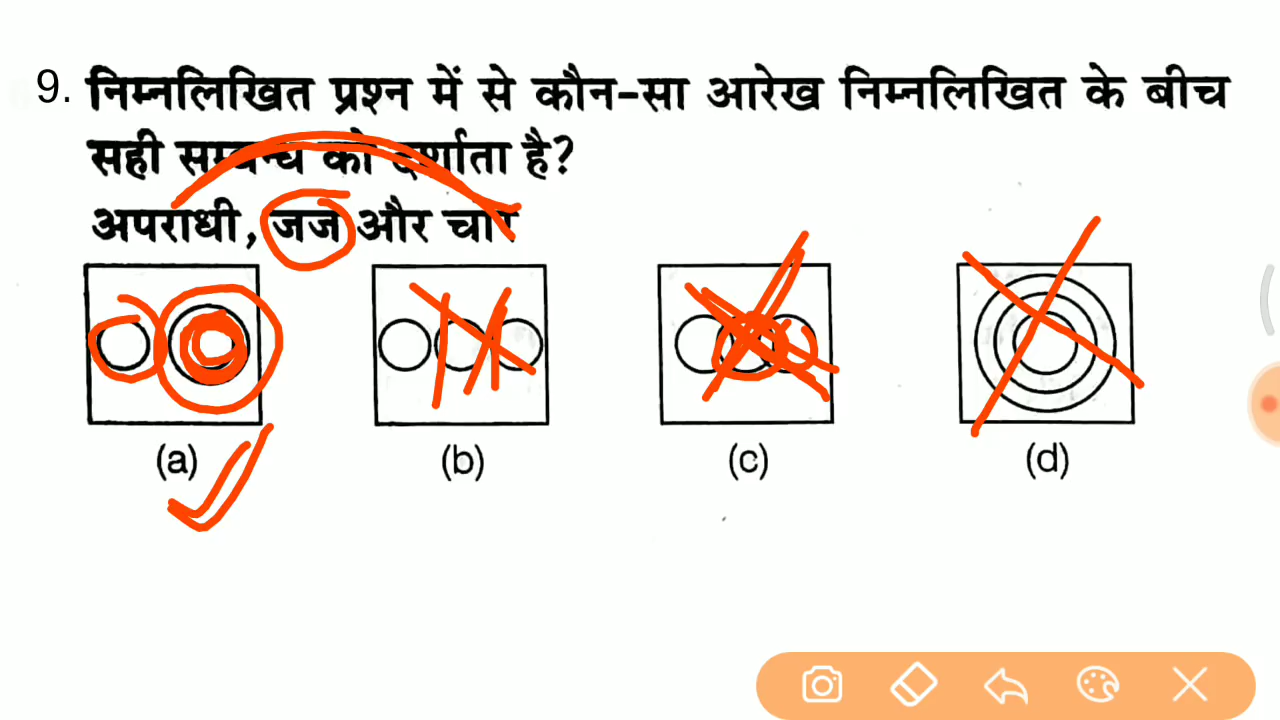 9. निम्नलिखित प्रश्न में से कौन-सा आरेख निम्नलिखित के बीच
सही सम्बन्ध को दर्शाता है?
अपराधी, जज और चोर
(a) (b) (c) (d)